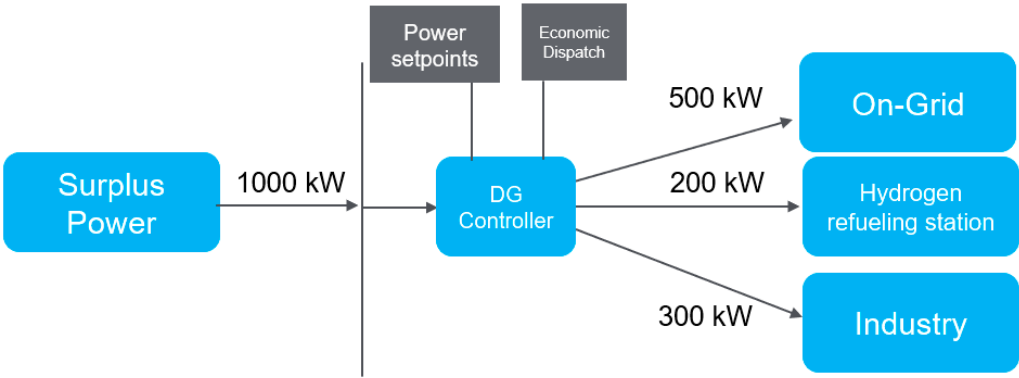 Power
setpoints
Economic
Dispatch
Surplus
Power
1000 kW
DG
Controller
500 kW
200 kW
300 kW
On-Grid
Hydrogen
refueling station
Industry